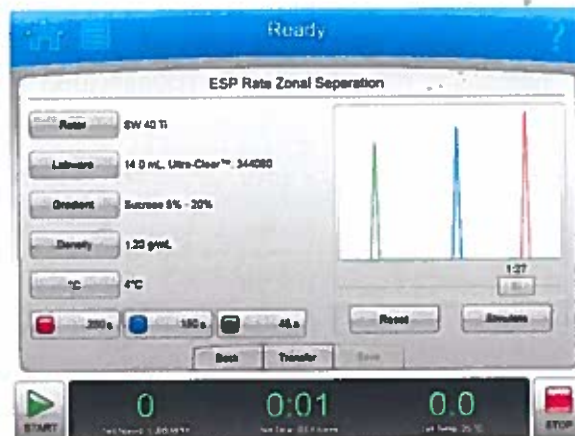 Ready
?
ESP Rate Zonal Separation
Rotor SW 40 Ti
Labware 14.0 mL, Ultra-Clear™, 344060
Gradient Sucrose 5% - 20%
Density 1.33 g/mL
°C 4°C
1:27
s s s
Reset Simulate
Back Transfer Save
0 0:01 0.0
START STOP